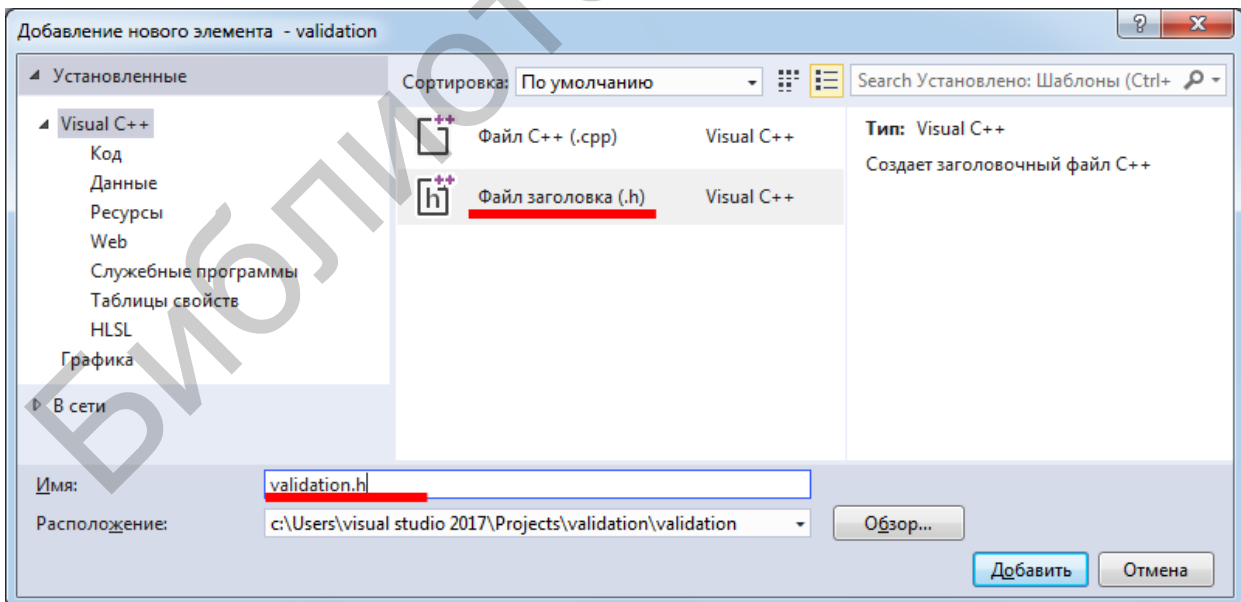 Добавление нового элемента - validation
Установленные
Сортировка: По умолчанию
Search Установлено: Шаблоны (Ctrl+
Visual C++
Код
Данные
Ресурсы
Web
Служебные программы
Таблицы свойств
HLSL
Графика
В сети
Файл C++ (.cpp) Visual C++
Файл заголовка (.h) Visual C++
Тип: Visual C++
Создает заголовочный файл C++
Имя: validation.h
Расположение: c:\Users\visual studio 2017\Projects\validation\validation Обзор...
Добавить Отмена